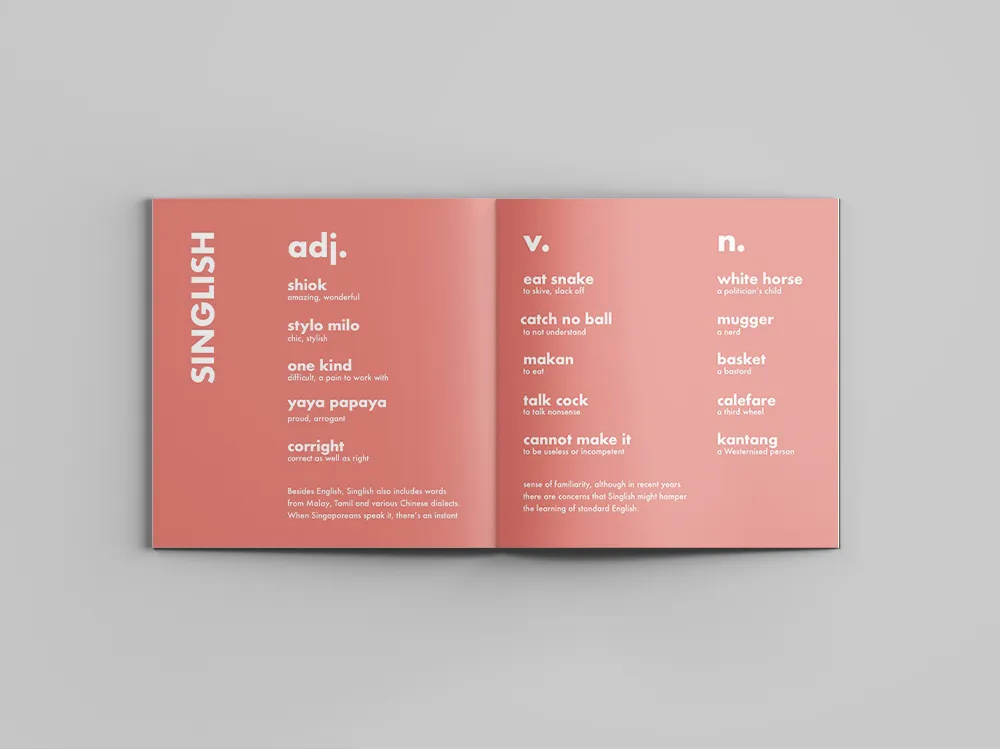 SINGLISH
adj.
shiok
amazing, wonderful
stylo milo
chic, stylish
one kind
difficult, a pain to work with
yaya papaya
proud, arrogant
corright
correct as well as right
Besides English, Singlish also includes words
from Malay, Tamil and various Chinese dialects.
When Singaporeans speak it, there's an instant
v.
eat snake
to skive, slack off
catch no ball
to not understand
makan
to eat
talk cock
to talk nonsense
cannot make it
to be useless or incompetent
n.
white horse
a politician's child
mugger
a nerd
basket
a bastard
calefare
a third wheel
kantang
a Westernised person
sense of familiarity, although in recent years
there are concerns that Singlish might hamper
the learning of standard English.